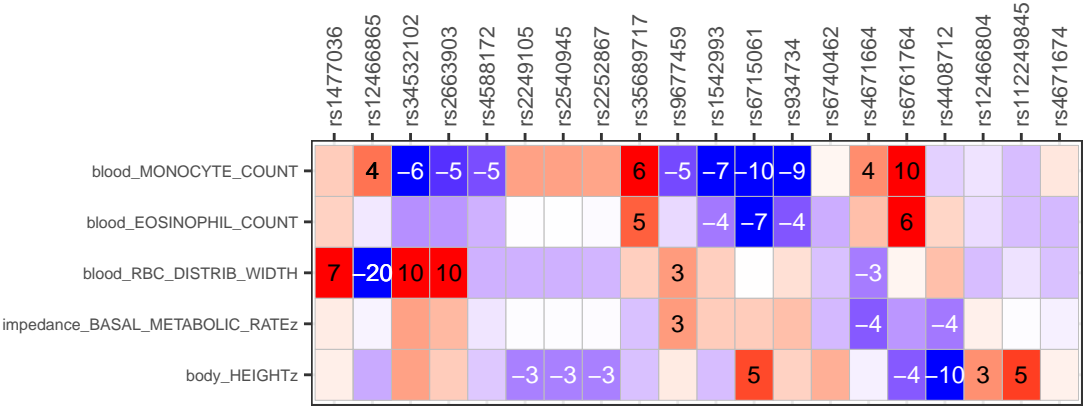 rs1477036
rs12466865
rs34532102
rs2663903
rs4588172
rs2249105
rs2540945
rs2252867
rs35689717
rs9677459
rs1542993
rs6715061
rs934734
rs6740462
rs4671664
rs6761764
rs4408712
rs12466804
rs112249845
rs4671674
blood_MONOCYTE_COUNT 4 −6 −5 −5 6 −5 −7 −10 −9 4 10
blood_EOSINOPHIL_COUNT 5 −4 −7 −4 6
blood_RBC_DISTRIB_WIDTH 7 −20 10 10 3 −3
impedance_BASAL_METABOLIC_RATEz 3 −4 −4
body_HEIGHTz −3 −3 −3 5 −4 −10 3 5